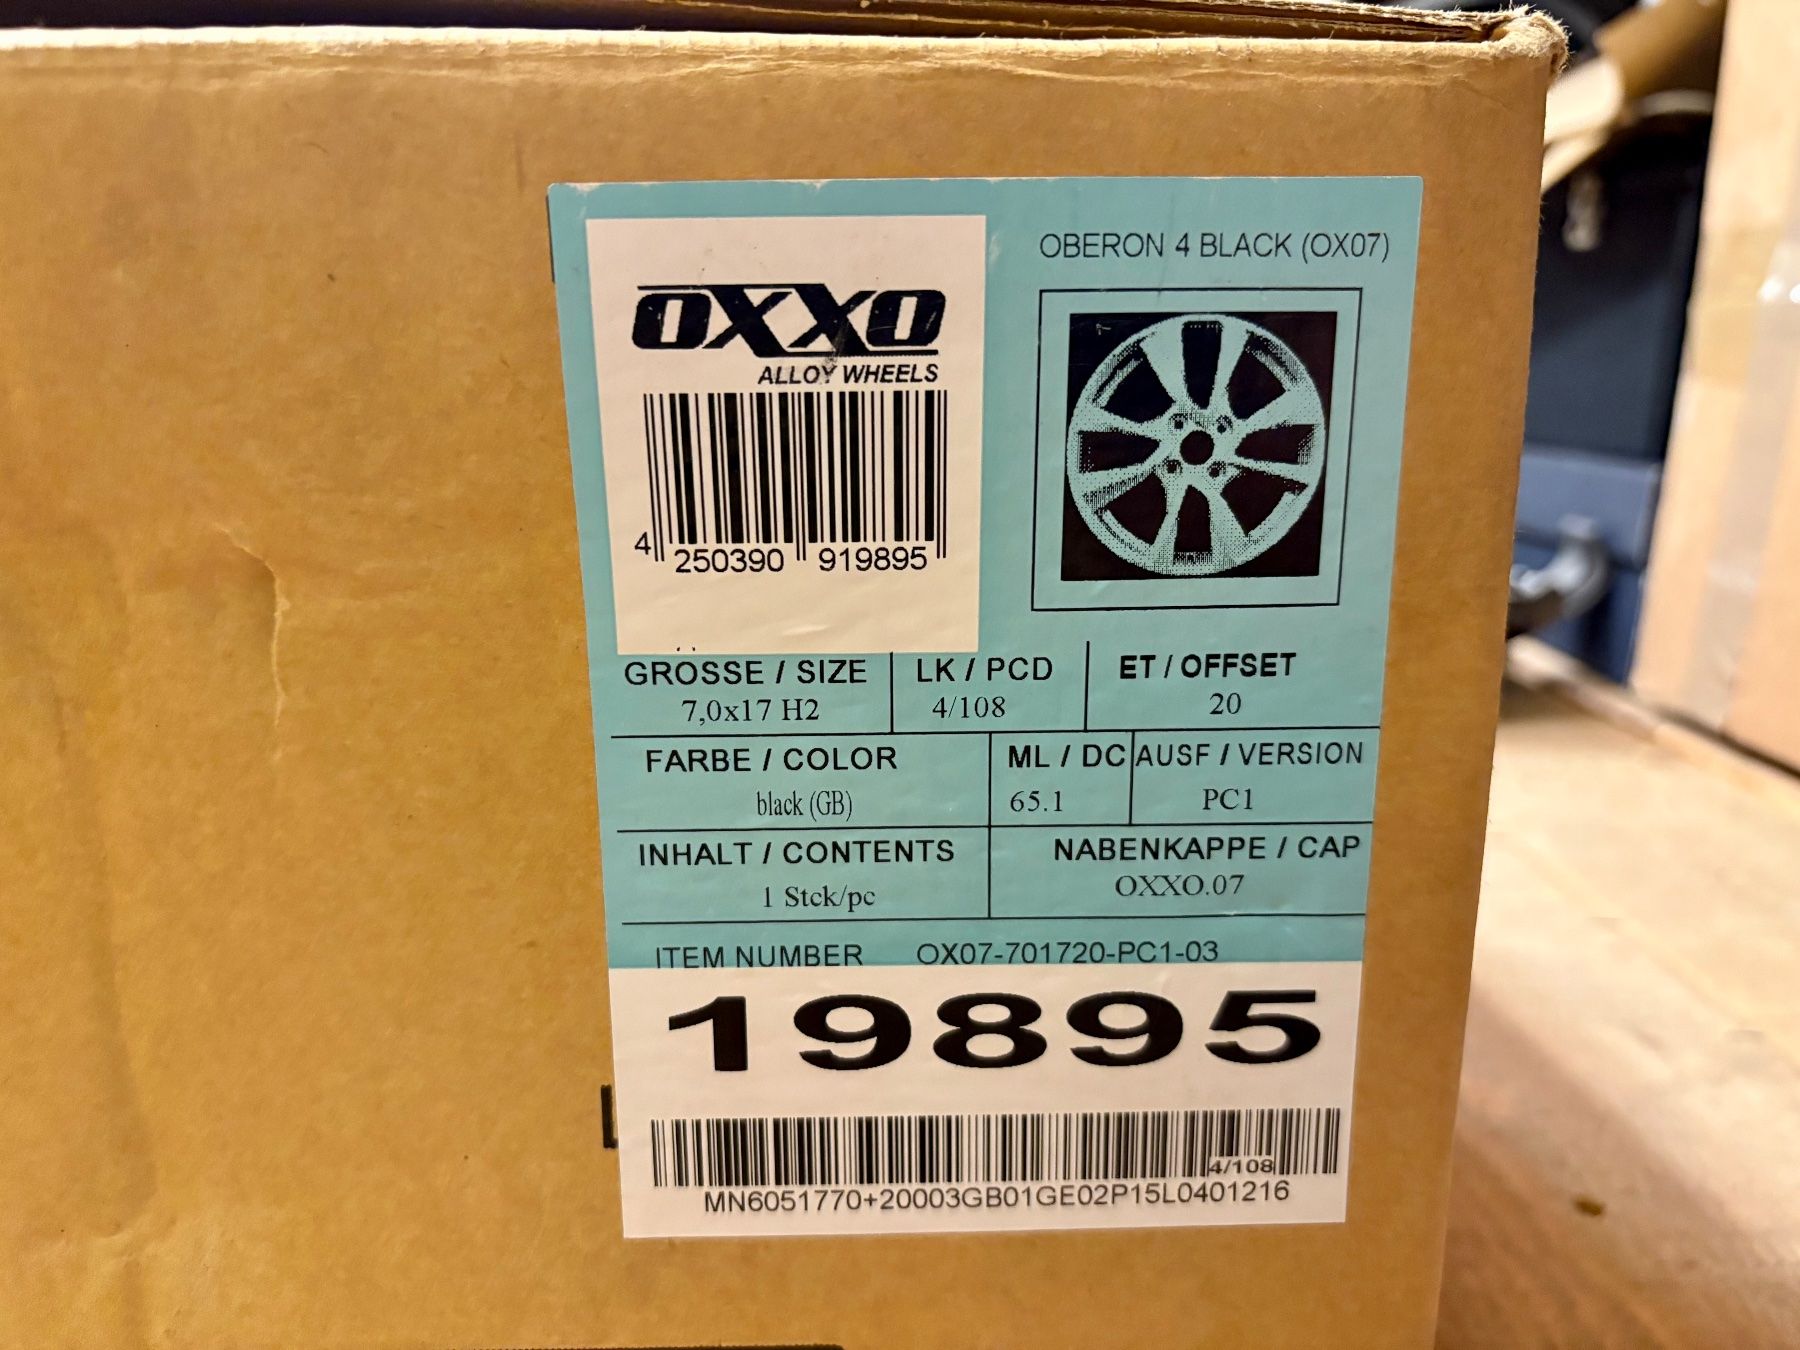 OBERON 4 BLACK (OX07)
OXXO
ALLOY WHEELS
4 250390 919895
GROSSE / SIZE
7,0x17 H2
LK / PCD
4/108
ET / OFFSET
20
FARBE / COLOR
black (GB)
ML / DC
65.1
AUSF / VERSION
PC1
INHALT / CONTENTS
1 Stck/pc
NABENKAPPE / CAP
OXXO.07
ITEM NUMBER OX07-701720-PC1-03
19895
4/108
MN6051770+20003GB01GE02P15L0401216